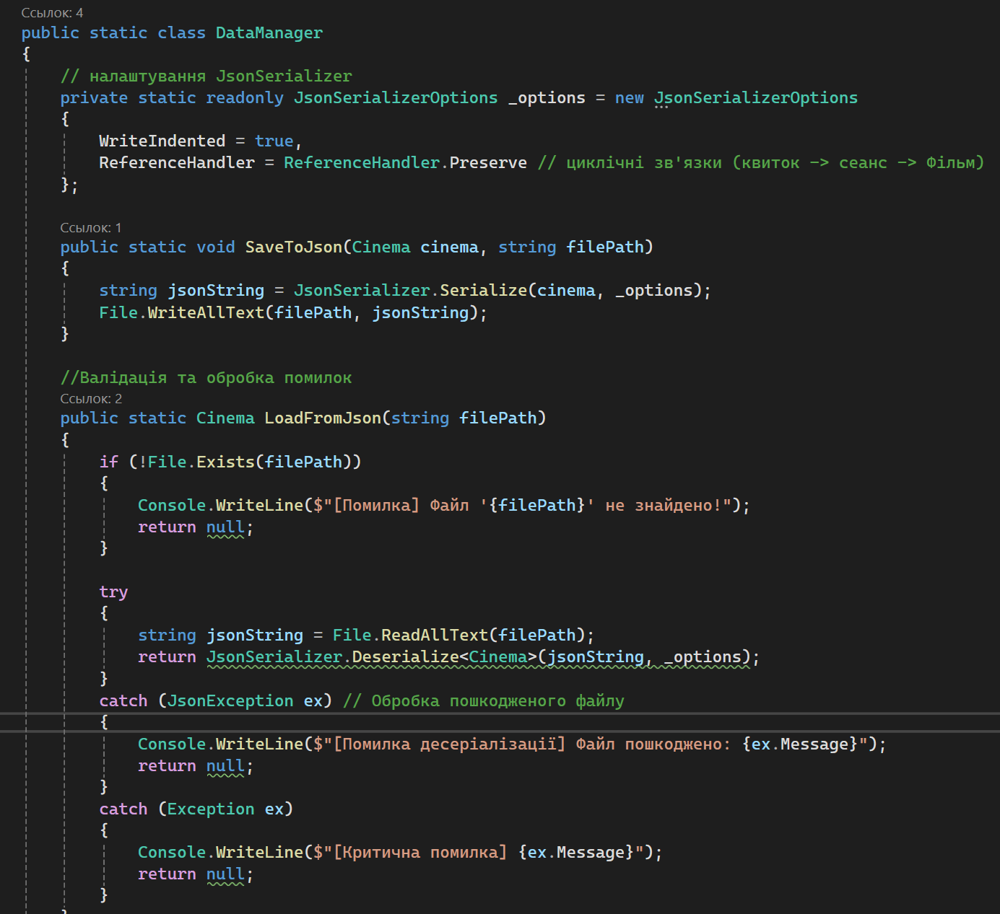 Ссылок: 4
public static class DataManager
{
// налаштування JsonSerializer
private static readonly JsonSerializerOptions _options = new JsonSerializerOptions
{
WriteIndented = true,
ReferenceHandler = ReferenceHandler.Preserve // циклічні зв'язки (квиток -> сеанс -> Фільм)
};
Ссылок: 1
public static void SaveToJson(Cinema cinema, string filePath)
{
string jsonString = JsonSerializer.Serialize(cinema, _options);
File.WriteAllText(filePath, jsonString);
}
//Валідація та обробка помилок
Ссылок: 2
public static Cinema LoadFromJson(string filePath)
{
if (!File.Exists(filePath))
{
Console.WriteLine($"[Помилка] Файл '{filePath}' не знайдено!");
return null;
}
try
{
string jsonString = File.ReadAllText(filePath);
return JsonSerializer.Deserialize<Cinema>(jsonString, _options);
}
catch (JsonException ex) // Обробка пошкодженого файлу
{
Console.WriteLine($"[Помилка десеріалізації] Файл пошкоджено: {ex.Message}");
return null;
}
catch (Exception ex)
{
Console.WriteLine($"[Критична помилка] {ex.Message}");
return null;
}
}